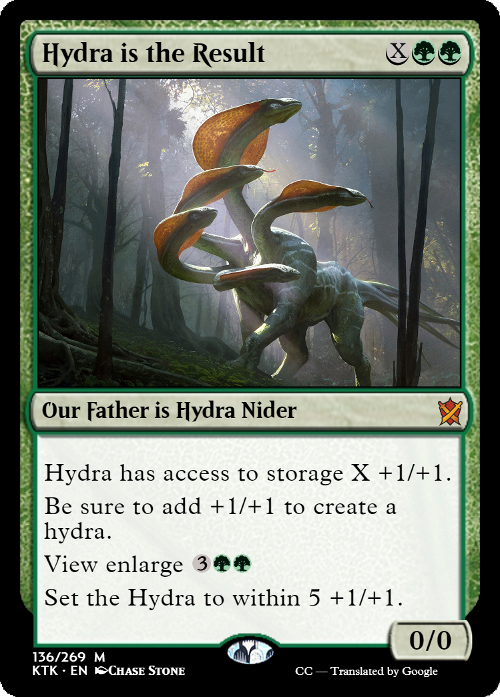 Hydra is the Result X
Our Father is Hydra Nider
Hydra has access to storage X +1/+1.
Be sure to add +1/+1 to create a
hydra.
View enlarge 3
Set the Hydra to within 5 +1/+1.
0/0
136/269 M
KTK • EN Chase Stone
CC — Translated by Google